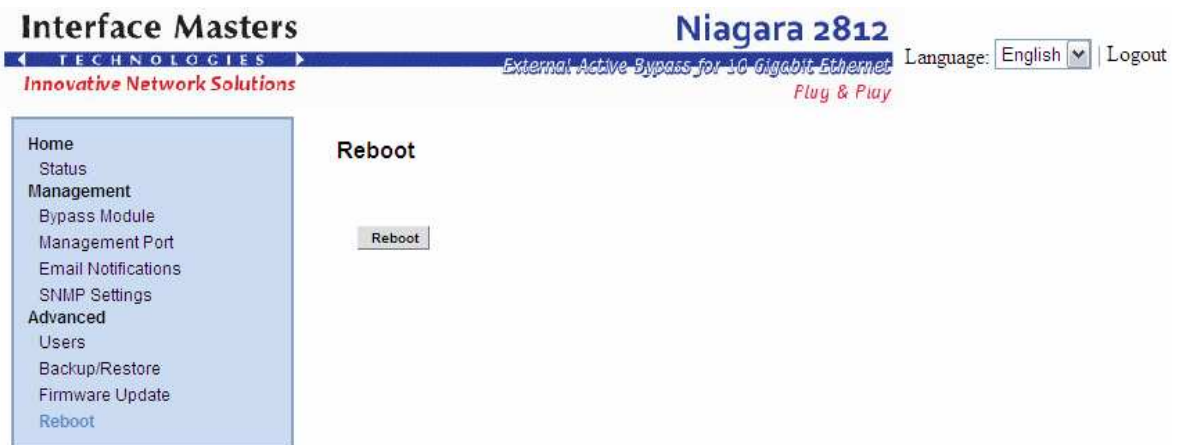 Interface Masters
TECHNOLOGIES
Innovative Network Solutions
Niagara 2812
External Active Bypass for 10 Gigabit Ethernet
Plug & Play
Language: English | Logout
Home
Status
Management
Bypass Module
Management Port
Email Notifications
SNMP Settings
Advanced
Users
Backup/Restore
Firmware Update
Reboot
Reboot
Reboot